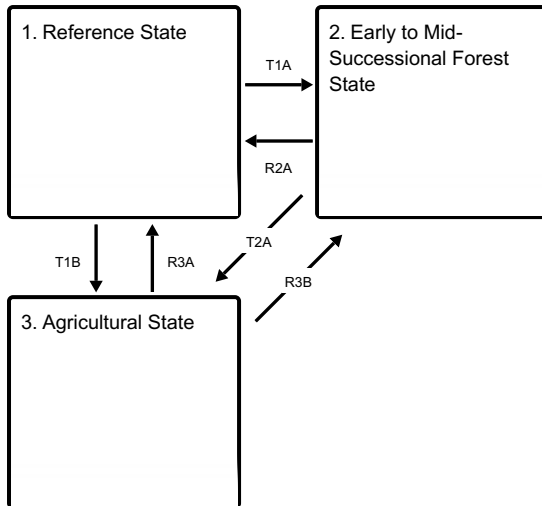 1. Reference State
2. Early to Mid-
Successional Forest
State
T1A
R2A
T1B
R3A
T2A
R3B
3. Agricultural State